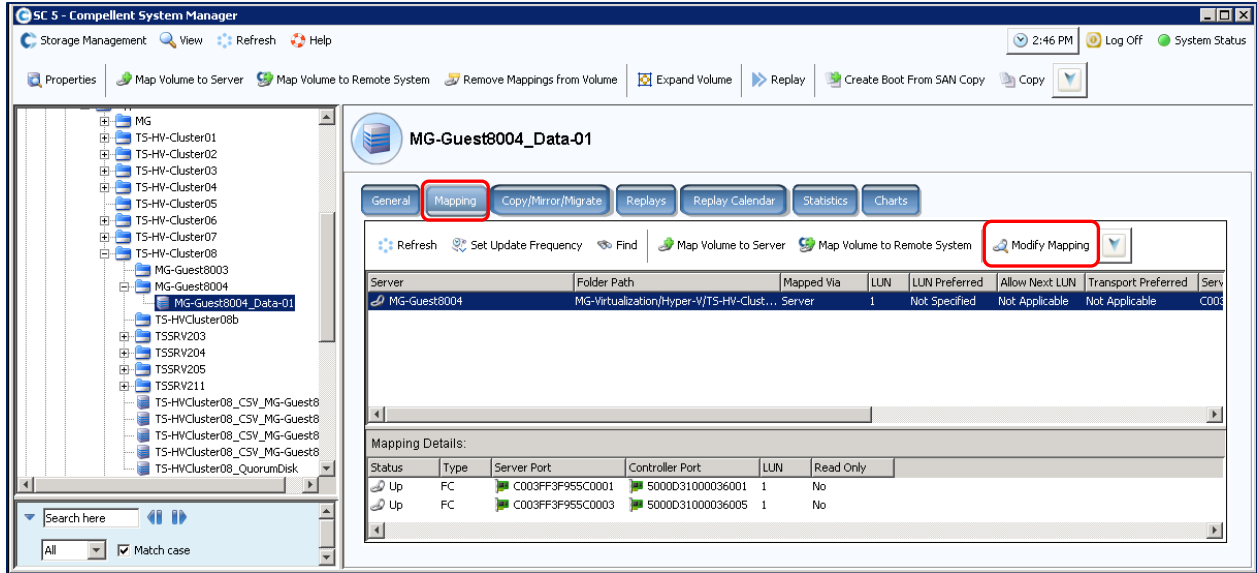 SC 5 - Compellent System Manager
Storage Management View Refresh Help 2:46 PM Log Off System Status
Properties Map Volume to Server Map Volume to Remote System Remove Mappings from Volume Expand Volume Replay Create Boot From SAN Copy Copy
MG
TS-HV-Cluster01
TS-HV-Cluster02
TS-HV-Cluster03
TS-HV-Cluster04
TS-HV-Cluster05
TS-HV-Cluster06
TS-HV-Cluster07
TS-HV-Cluster08
MG-Guest8003
MG-Guest8004
MG-Guest8004_Data-01
TS-HVCluster08b
TSSRV203
TSSRV204
TSSRV205
TSSRV211
TS-HVCluster08_CSV_MG-Guest8
TS-HVCluster08_CSV_MG-Guest8
TS-HVCluster08_CSV_MG-Guest8
TS-HVCluster08_CSV_MG-Guest8
TS-HVCluster08_QuorumDisk
Search here
All Match case
MG-Guest8004_Data-01
General Mapping Copy/Mirror/Migrate Replays Replay Calendar Statistics Charts
Refresh Set Update Frequency Find Map Volume to Server Map Volume to Remote System Modify Mapping
Server Folder Path Mapped Via LUN LUN Preferred Allow Next LUN Transport Preferred Serv
MG-Guest8004 MG-Virtualization/Hyper-V/TS-HV-Clust... Server 1 Not Specified Not Applicable Not Applicable C003
Mapping Details:
Status Type Server Port Controller Port LUN Read Only
Up FC C003FF3F955C0001 5000D31000036001 1 No
Up FC C003FF3F955C0003 5000D31000036005 1 No